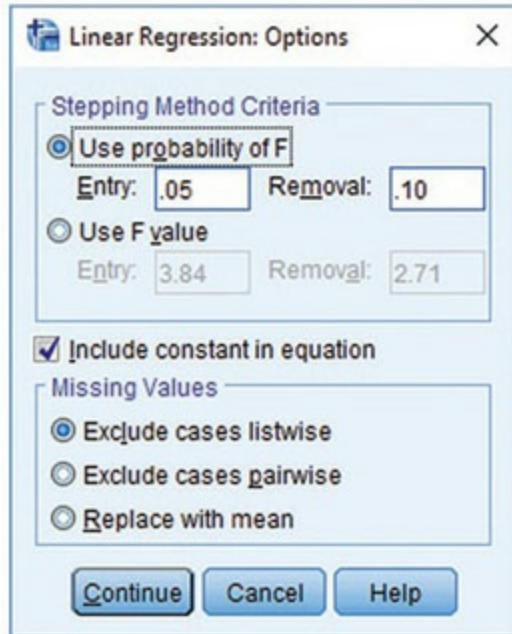 Linear Regression: Options
Stepping Method Criteria
Use probability of F
Entry: .05 Removal: .10
Use F value
Entry: 3.84 Removal: 2.71
Include constant in equation
Missing Values
Exclude cases listwise
Exclude cases pairwise
Replace with mean
Continue Cancel Help